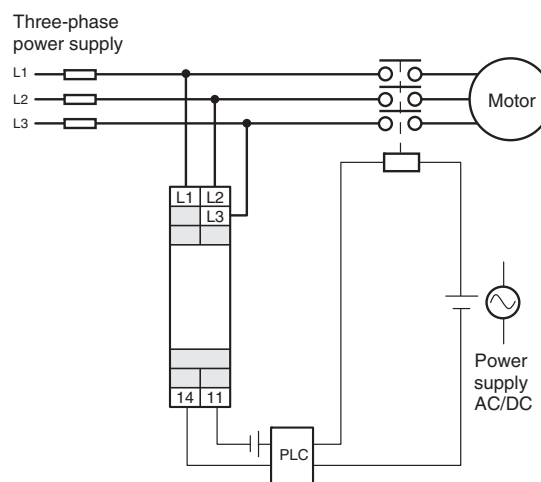 Three-phase
power supply
L1
L2
L3
Motor
L1 L2
L3
Power
supply
AC/DC
14 11
PLC